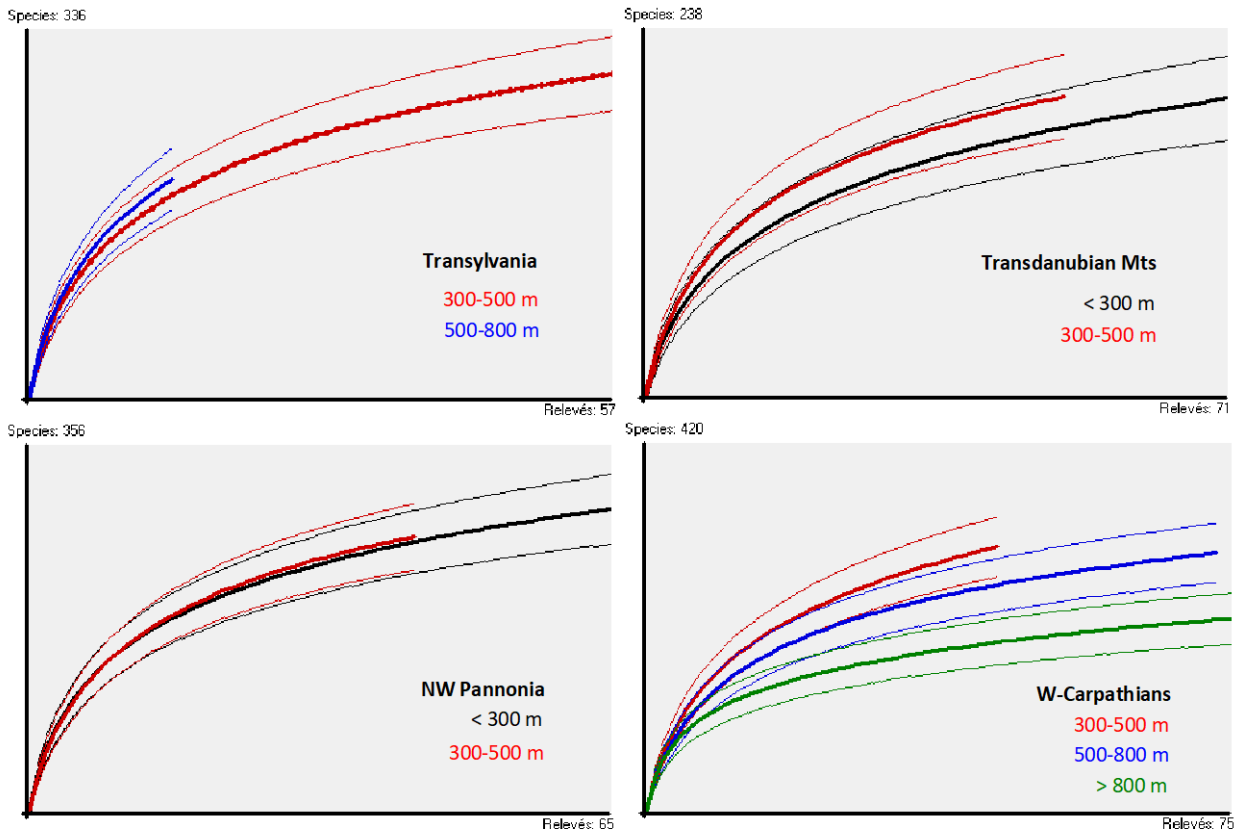 Species: 336
Transylvania
300-500 m
500-800 m
Relevés: 57
Species: 238
Transdanubian Mts
< 300 m
300-500 m
Relevés: 71
Species: 356
NW Pannonia
< 300 m
300-500 m
Relevés: 65
Species: 420
W-Carpathians
300-500 m
500-800 m
> 800 m
Relevés: 75